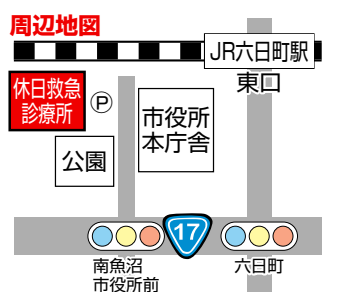 周辺地図
JR六日町駅
東口
休日救急
診療所
P
市役所
本庁舎
公園
17
南魚沼
市役所前
六日町